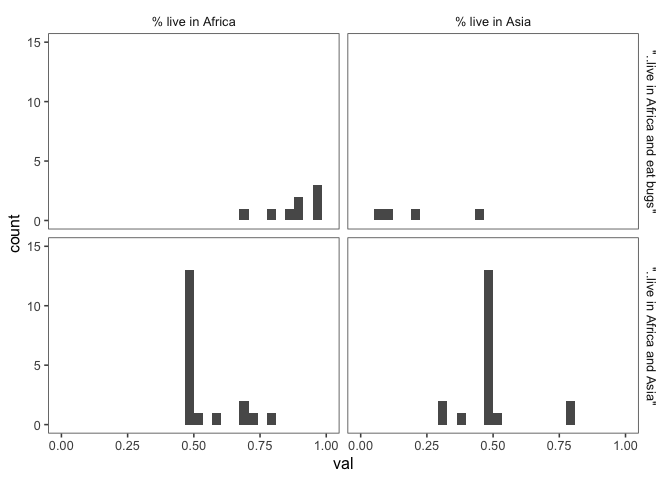 % live in Africa
% live in Asia
15
10
5
0
"..live in Africa and eat bugs"
count
15
10
5
0
"..live in Africa and Asia"
0.00 0.25 0.50 0.75 1.00
0.00 0.25 0.50 0.75 1.00
val